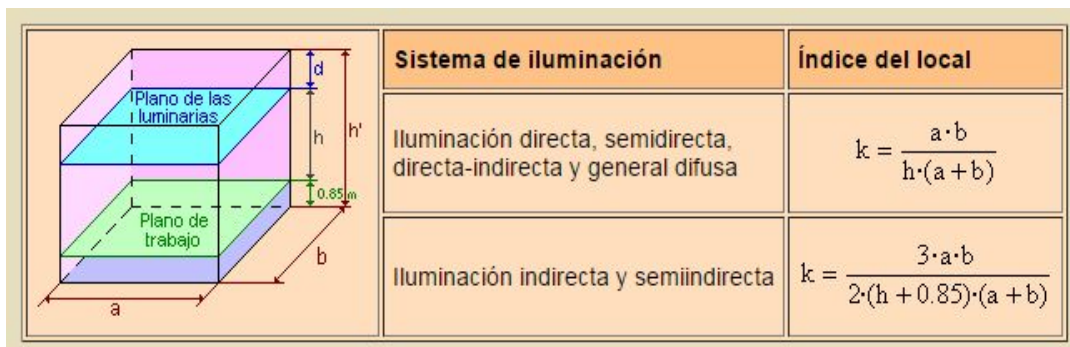 Sistema de iluminación
Índice del local
d
Plano de las
luminarias
h
h'
0.85 m
Plano de
trabajo
b
a
Iluminación directa, semidirecta,
directa-indirecta y general difusa
k = a·b / h·(a+b)
Iluminación indirecta y semiindirecta
k = 3·a·b / 2·(h + 0.85)·(a + b)